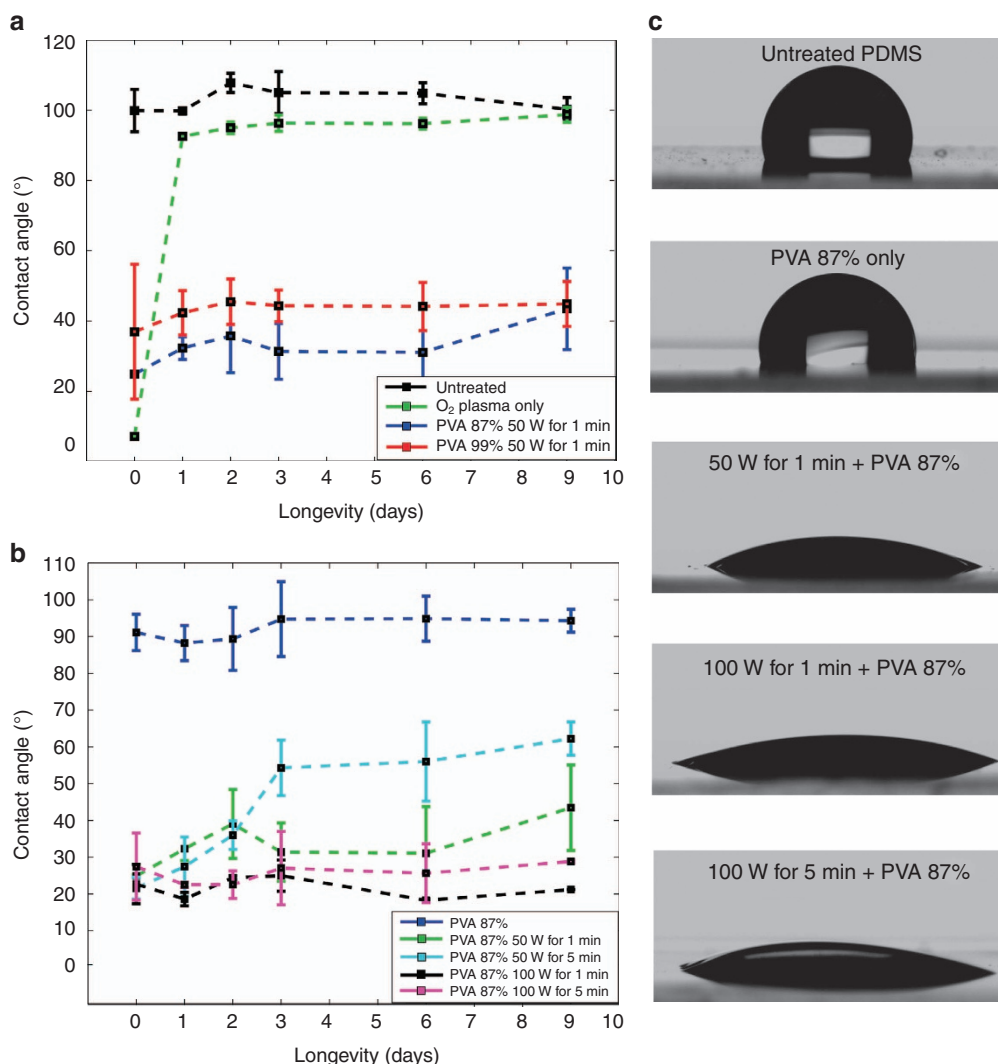 a
120
100
80
60
40
20
0
Contact angle (°)
0 1 2 3 4 5 6 7 8 9 10
Longevity (days)
Untreated
O2 plasma only
PVA 87% 50 W for 1 min
PVA 99% 50 W for 1 min
b
110
100
90
80
70
60
50
40
30
20
10
0
Contact angle (°)
0 1 2 3 4 5 6 7 8 9 10
Longevity (days)
PVA 87%
PVA 87% 50 W for 1 min
PVA 87% 50 W for 5 min
PVA 87% 100 W for 1 min
PVA 87% 100 W for 5 min
c
Untreated PDMS
PVA 87% only
50 W for 1 min + PVA 87%
100 W for 1 min + PVA 87%
100 W for 5 min + PVA 87%